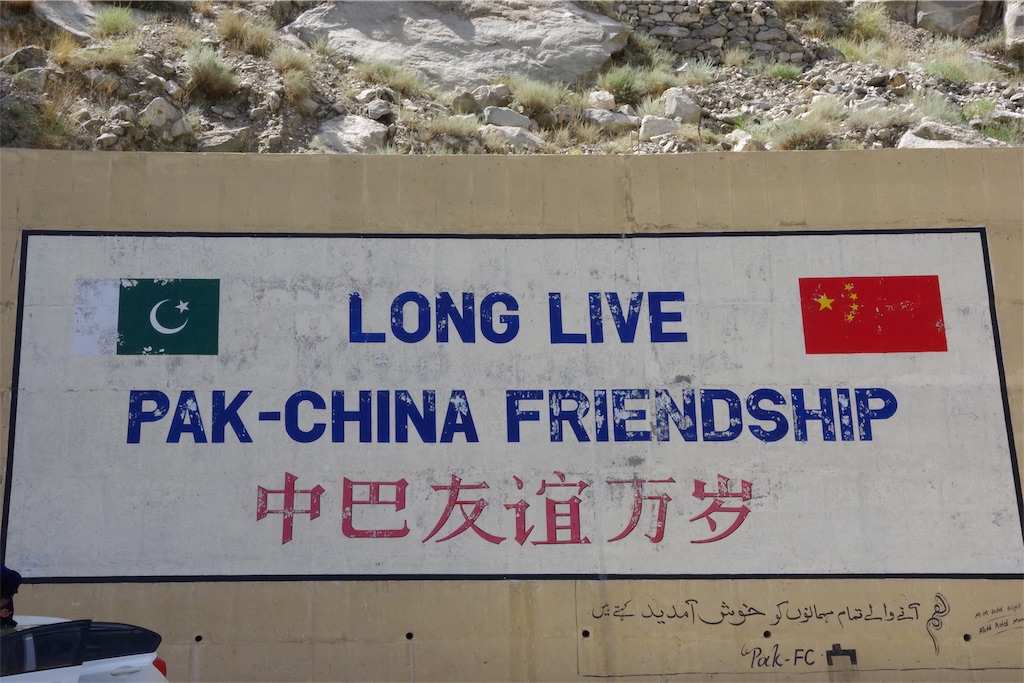 LONG LIVE
PAK-CHINA FRIENDSHIP
中巴友谊万岁
ہم آنے والے تمام مہمانوں کو خوش آمدید کہتے ہیں
Pak-FC